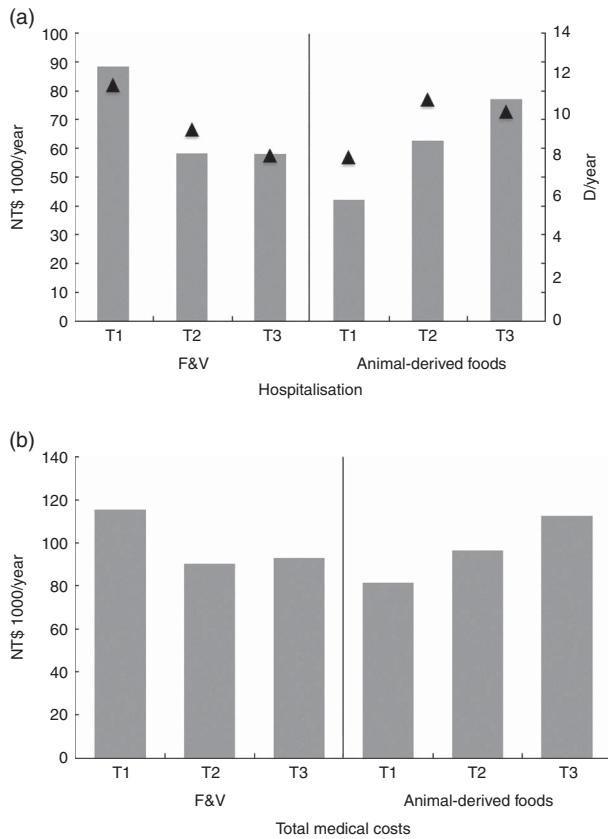 (a)
100
90
80
70
60
50
40
30
20
10
0
NT$ 1000/year
14
12
10
8
6
4
2
0
D/year
T1 T2 T3 T1 T2 T3
F&V Animal-derived foods
Hospitalisation
(b)
140
120
100
80
60
40
20
0
NT$ 1000/year
T1 T2 T3 T1 T2 T3
F&V Animal-derived foods
Total medical costs